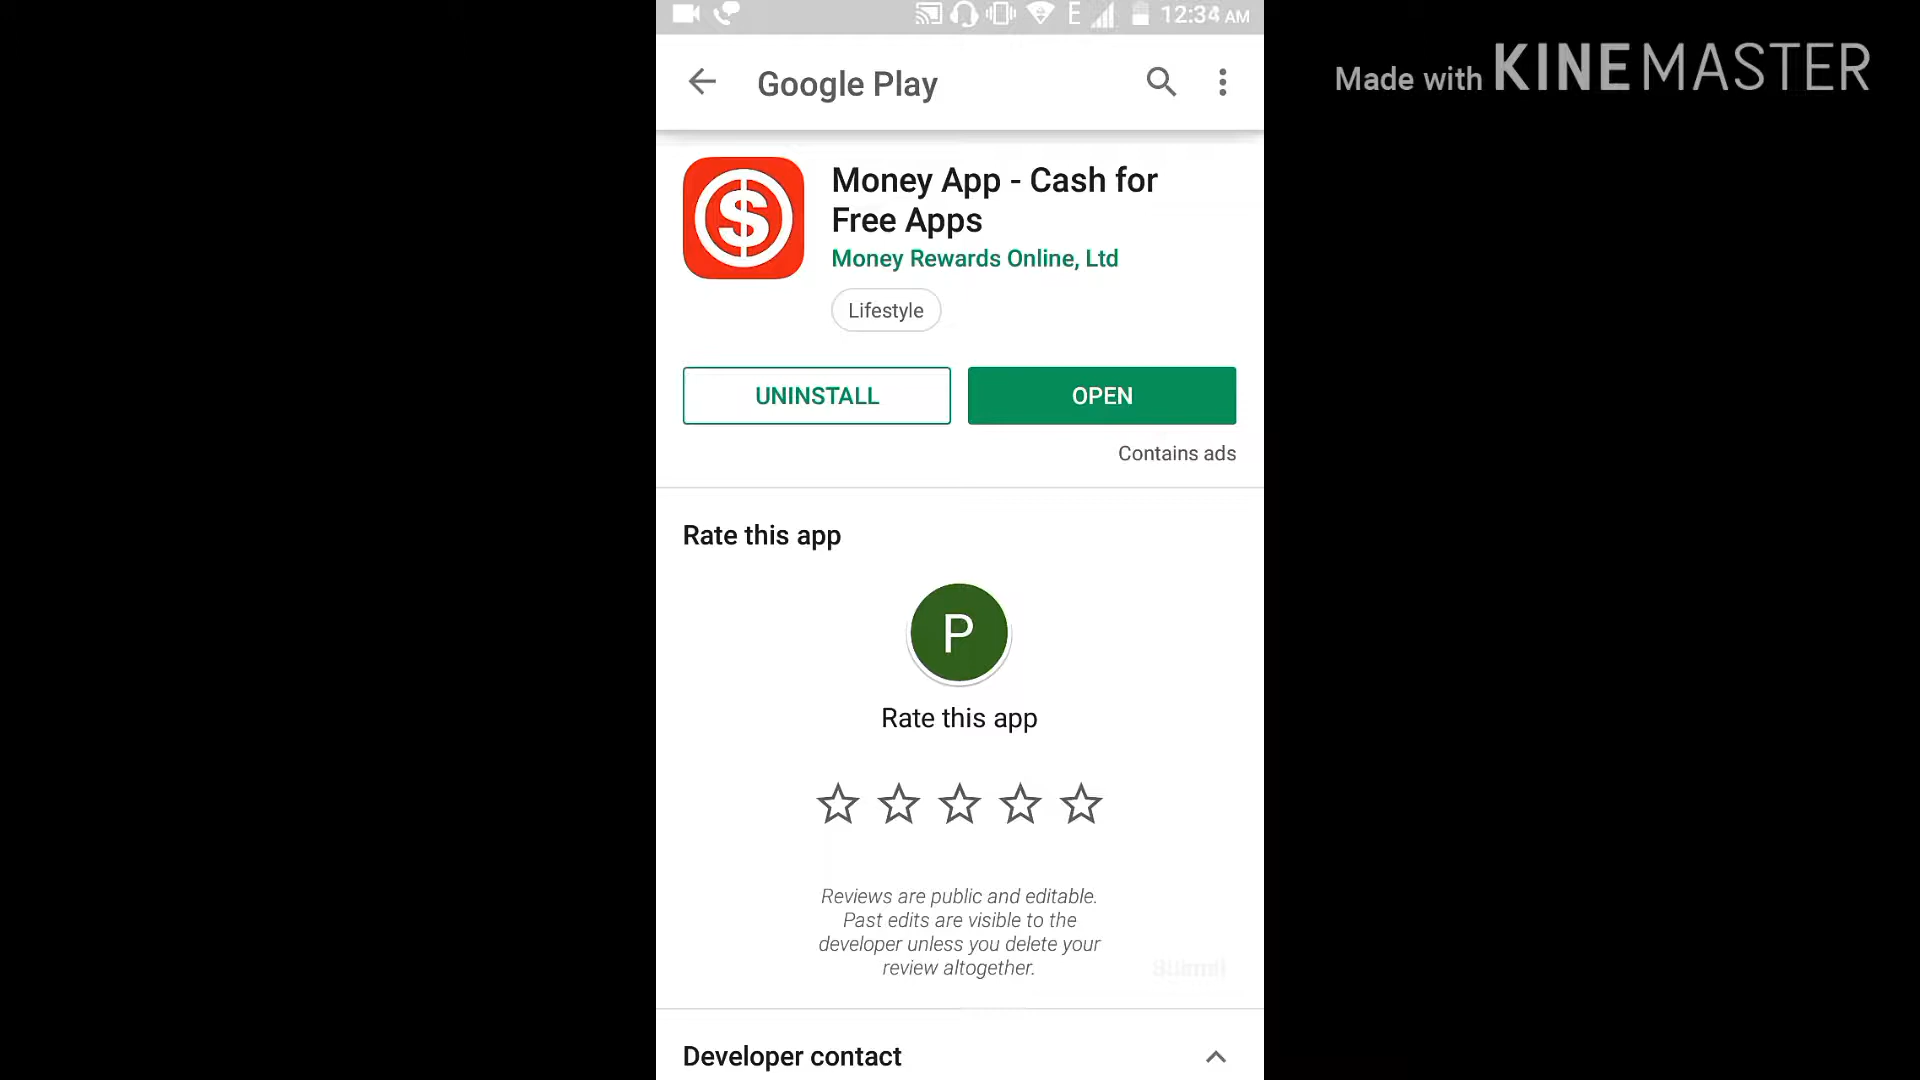 E 12:34 AM
Google Play
Made with KINEMASTER
$
Money App - Cash for
Free Apps
Money Rewards Online, Ltd
Lifestyle
UNINSTALL
OPEN
Contains ads
Rate this app
P
Rate this app
Reviews are public and editable.
Past edits are visible to the
developer unless you delete your
review altogether.
Submit
Developer contact